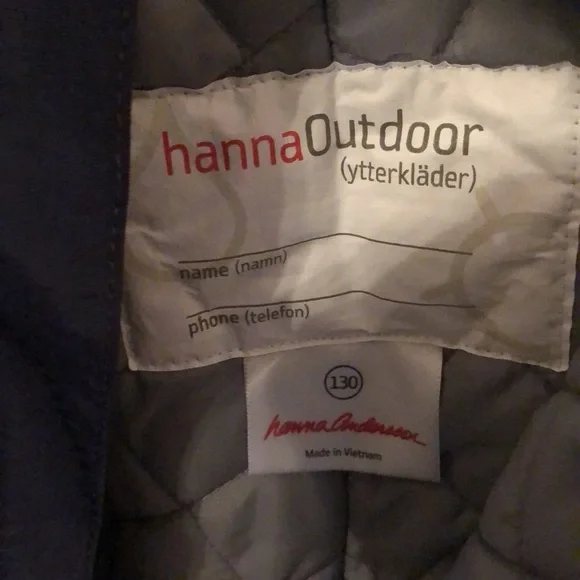 hannaOutdoor
(ytterkläder)
name (namn)
phone (telefon)
130
hanna andersson
Made in Vietnam